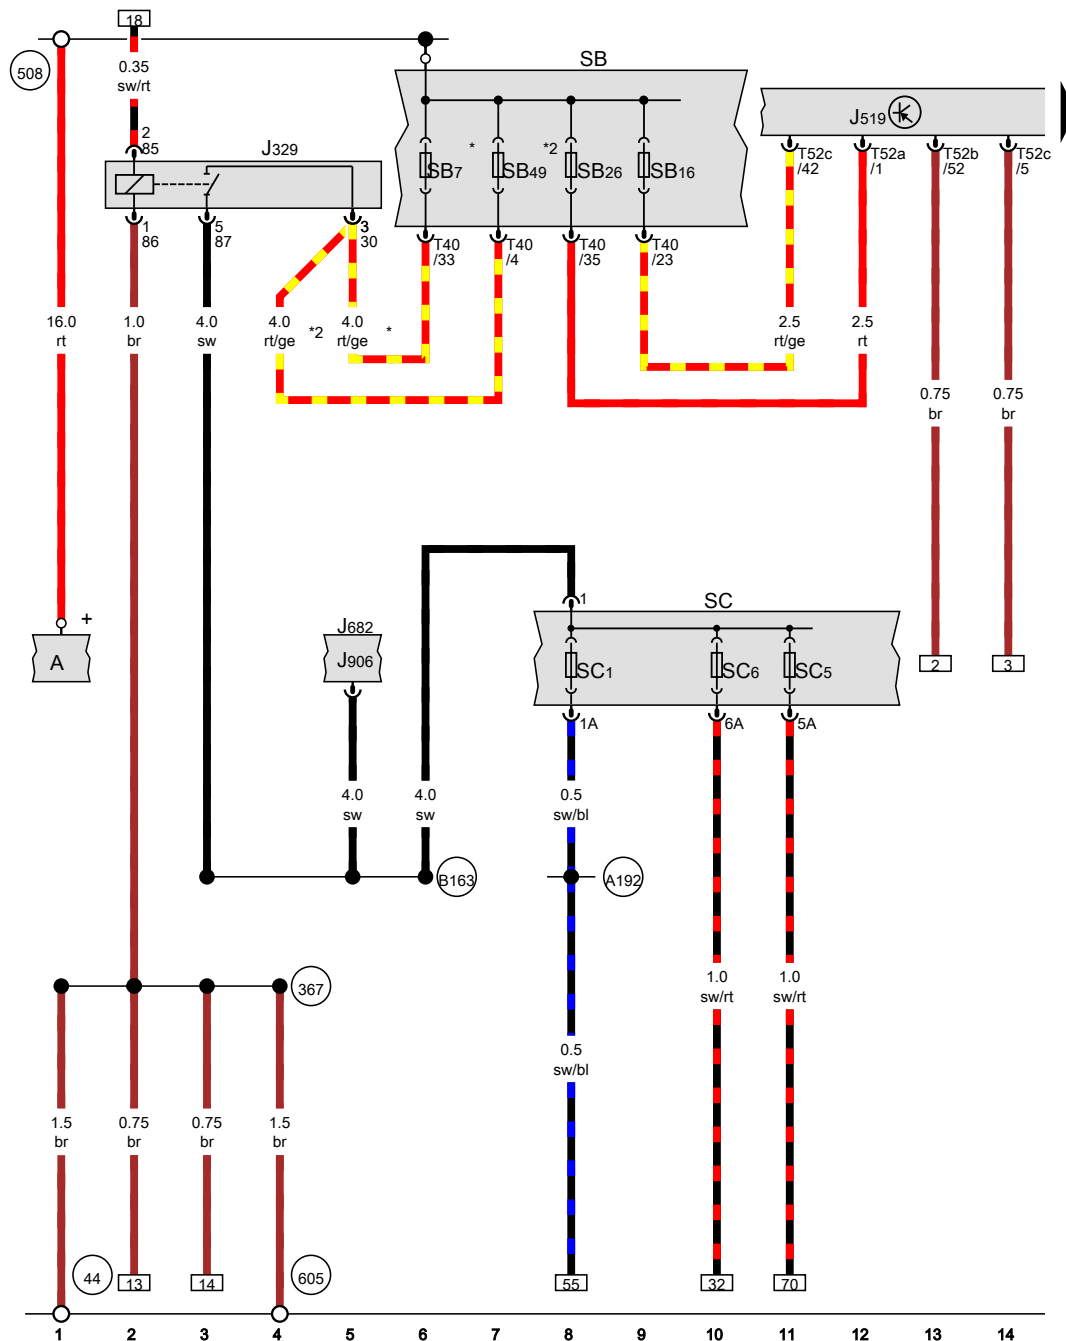 18
508
0.35
sw/rt
2
85
J329
1
86
5
87
3
30
SB
SB7
*
SB49
*2
SB26
SB16
T40
/33
T40
/4
T40
/35
T40
/23
J519
T52c
/42
T52a
/1
T52b
/52
T52c
/5
16.0
rt
1.0
br
4.0
sw
4.0
rt/ge
*2
4.0
rt/ge
*
2.5
rt/ge
2.5
rt
0.75
br
0.75
br
+
A
J682
J906
1
SC
SC1
SC6
SC5
1A
6A
5A
2
3
4.0
sw
4.0
sw
0.5
sw/bl
B163
A192
367
1.0
sw/rt
1.0
sw/rt
0.5
sw/bl
1.5
br
0.75
br
0.75
br
1.5
br
44
13
14
605
55
32
70
1 2 3 4 5 6 7 8 9 10 11 12 13 14